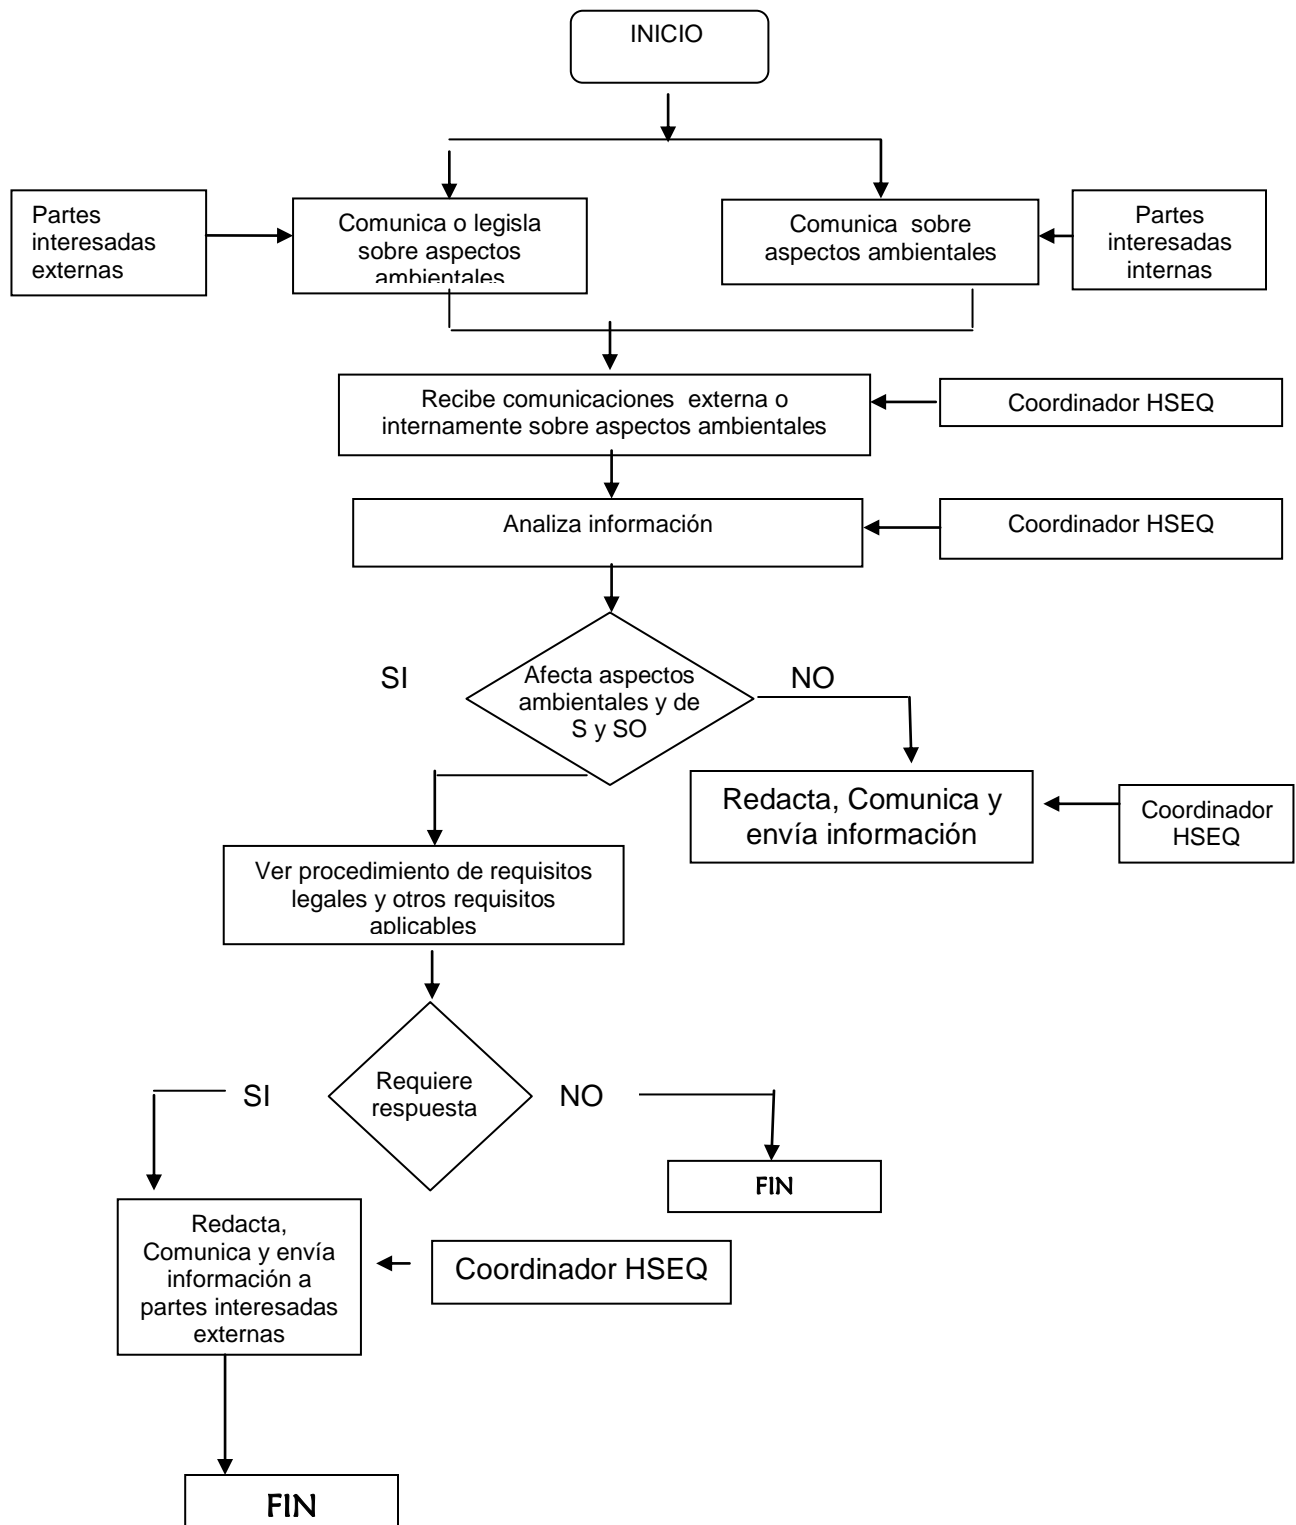 INICIO
Partes
interesadas
externas
Comunica o legisla
sobre aspectos
ambientales
Comunica sobre
aspectos ambientales
Partes
interesadas
internas
Recibe comunicaciones externa o
internamente sobre aspectos ambientales
Coordinador HSEQ
Analiza información
Coordinador HSEQ
SI
Afecta aspectos
ambientales y de
S y SO
NO
Redacta, Comunica y
envía información
Coordinador
HSEQ
Ver procedimiento de requisitos
legales y otros requisitos
aplicables
SI
Requiere
respuesta
NO
FIN
Redacta,
Comunica y envía
información a
partes interesadas
externas
Coordinador HSEQ
FIN